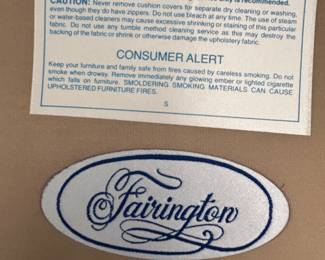 only is recommended.
CAUTION: Never remove cushion covers for separate dry cleaning or washing,
even though they do have zippers. Do not use bleach at any time. The use of steam
or water-based cleaners may cause excessive shrinking or staining of this particular
fabric. Do not use any tumble method cleaning service as this may destroy the
backing of the fabric or shrink or otherwise damage the upholstery fabric.
CONSUMER ALERT
Keep your furniture and family safe from fires caused by careless smoking. Do not
smoke when drowsy. Remove immediately any glowing ember or lighted cigarette
which falls on furniture. SMOLDERING SMOKING MATERIALS CAN CAUSE
UPHOLSTERED FURNITURE FIRES.
S
Fairington